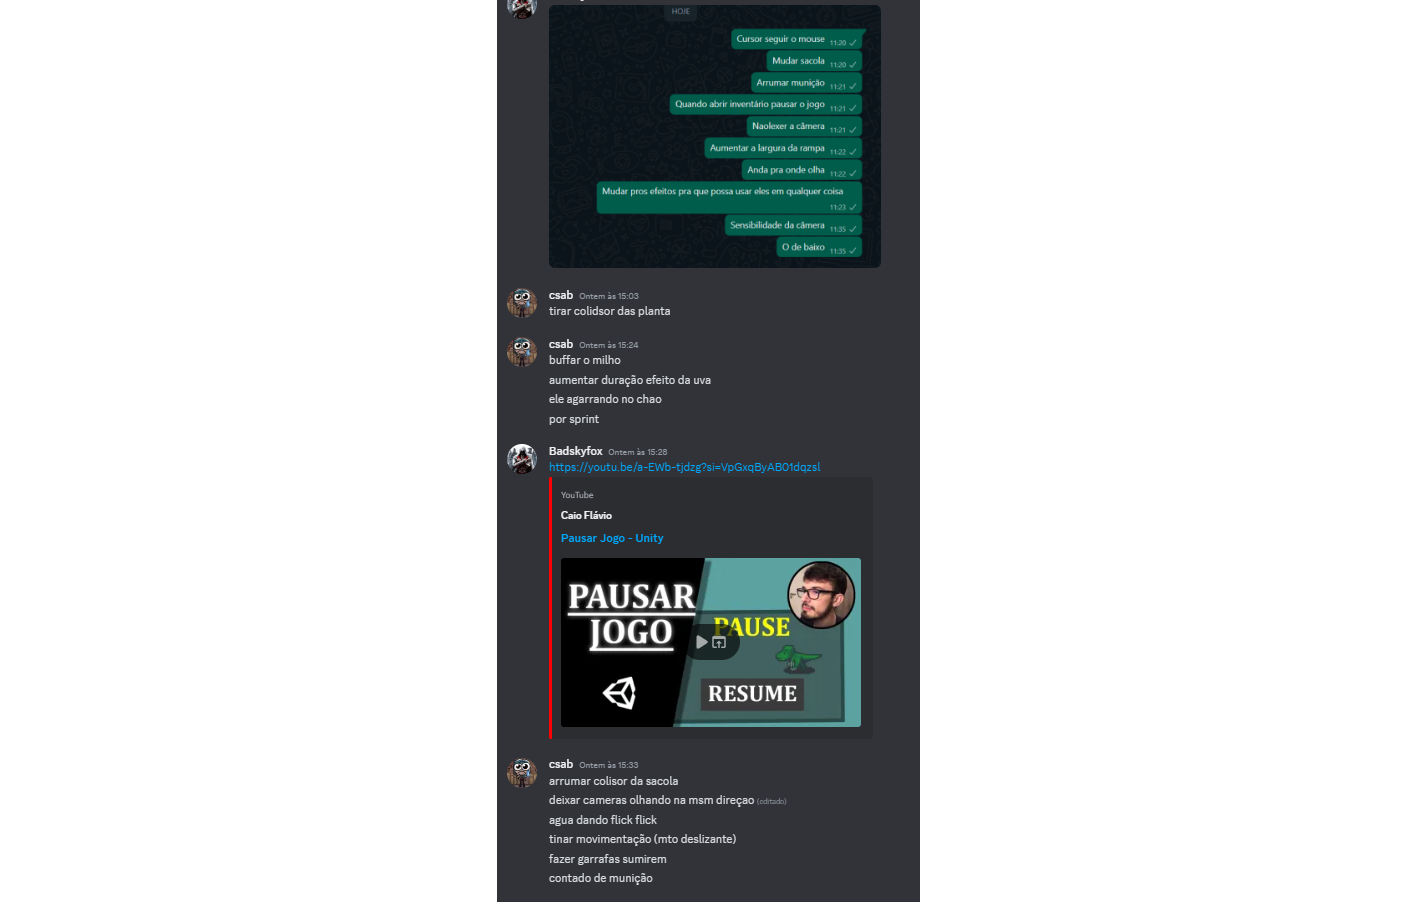 HOJE
Cursor seguir o mouse 11:20
Mudar sacola 11:20
Arrumar munição 11:21
Quando abrir inventário pausar o jogo 11:21
Naolexer a câmera 11:21
Aumentar a largura da rampa 11:22
Anda pra onde olha 11:22
Mudar pros efeitos pra que possa usar eles em qualquer coisa
11:23
Sensibilidade da câmera 11:35
O de baixo 11:35
csab Ontem às 15:03
tirar colidsor das planta
csab Ontem às 15:24
buffar o milho
aumentar duração efeito da uva
ele agarrando no chao
por sprint
Badskyfox Ontem às 15:28
https://youtu.be/a-EWb-tjdzg?si=VpGxqByAB01dqzsl
YouTube
Caio Flávio
Pausar Jogo - Unity
PAUSAR
JOGO
PAUSE
RESUME
csab Ontem às 15:33
arrumar colisor da sacola
deixar cameras olhando na msm direçao (editado)
agua dando flick flick
tinar movimentação (mto deslizante)
fazer garrafas sumirem
contado de munição